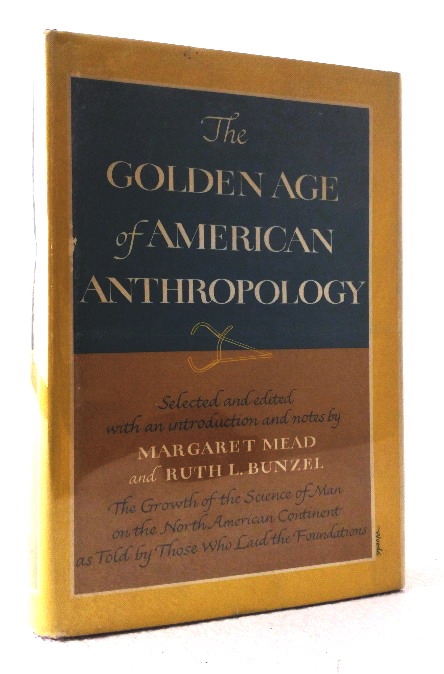 The
GOLDEN AGE
of AMERICAN
ANTHROPOLOGY
Selected and edited
with an introduction and notes by
MARGARET MEAD
and RUTH L. BUNZEL
The Growth of the Science of Man
on the North American Continent
as Told by Those Who Laid the Foundations